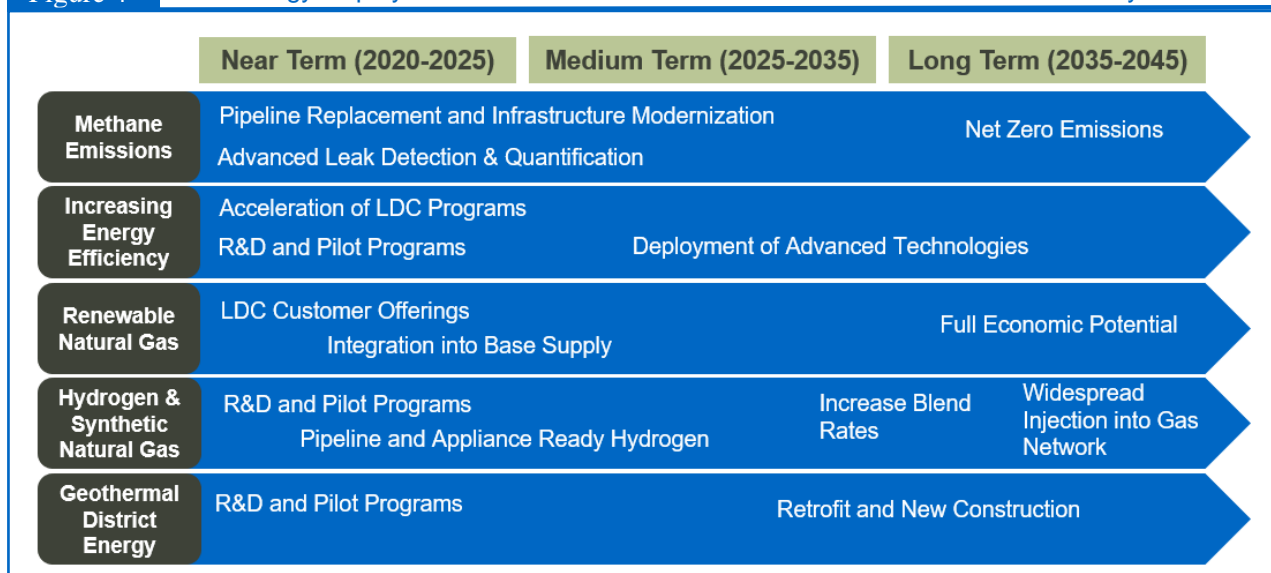 Near Term (2020-2025)
Medium Term (2025-2035)
Long Term (2035-2045)
Methane
Emissions
Pipeline Replacement and Infrastructure Modernization
Advanced Leak Detection & Quantification
Net Zero Emissions
Increasing
Energy
Efficiency
Acceleration of LDC Programs
R&D and Pilot Programs
Deployment of Advanced Technologies
Renewable
Natural Gas
LDC Customer Offerings
Integration into Base Supply
Full Economic Potential
Hydrogen &
Synthetic
Natural Gas
R&D and Pilot Programs
Pipeline and Appliance Ready Hydrogen
Increase Blend
Rates
Widespread
Injection into Gas
Network
Geothermal
District
Energy
R&D and Pilot Programs
Retrofit and New Construction